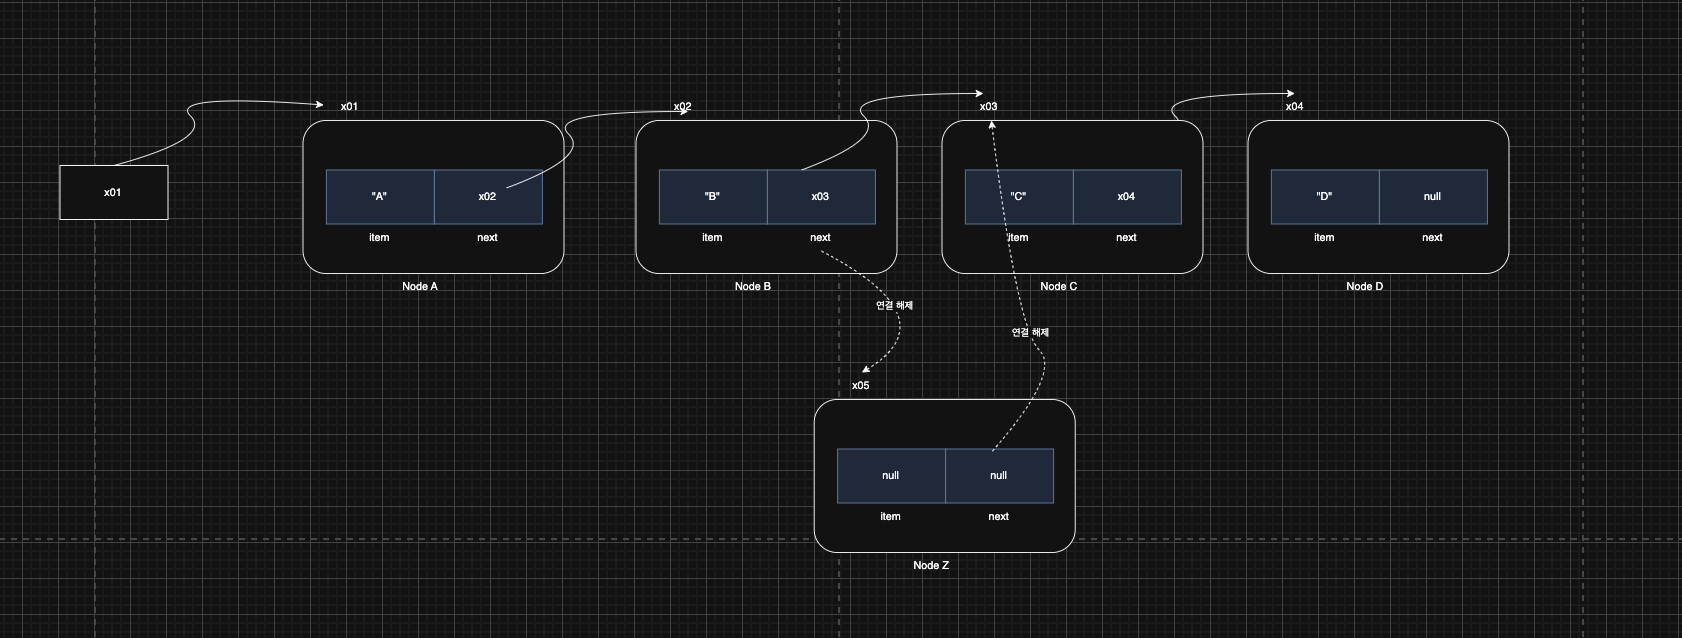 x01
x02
x03
x04
x01
"A"
x02
item
next
Node A
"B"
x03
item
next
Node B
"C"
x04
item
next
Node C
"D"
null
item
next
Node D
연결 해제
연결 해제
x05
null
null
item
next
Node Z